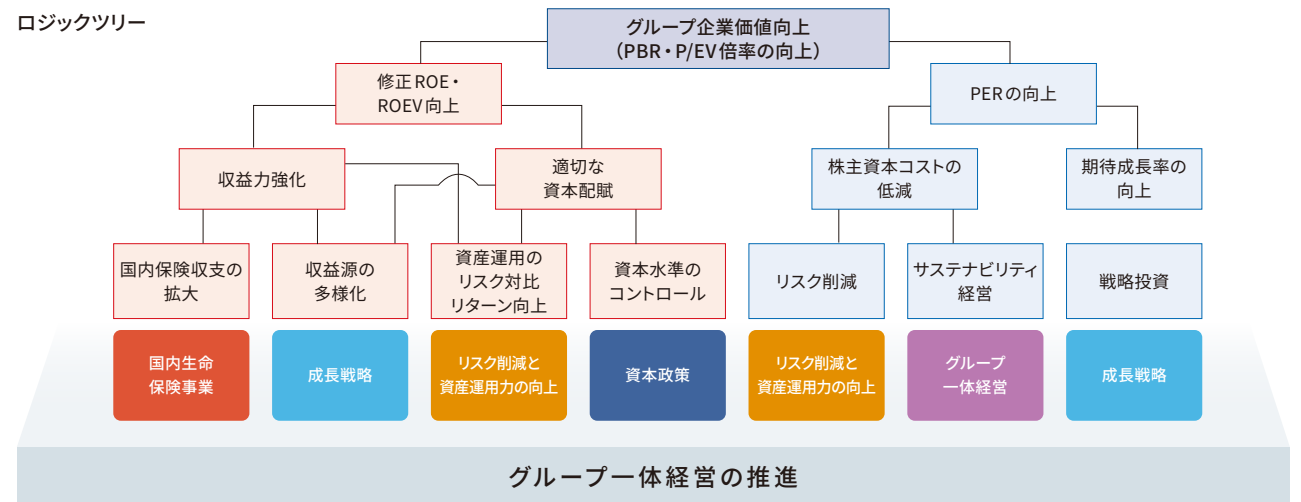 ロジックツリー
グループ企業価値向上
（PBR・P/EV倍率の向上）
修正ROE・
ROEV向上
PERの向上
収益力強化
適切な
資本配賦
株主資本コストの
低減
期待成長率の
向上
国内保険収支の
拡大
収益源の
多様化
資産運用の
リスク対比
リターン向上
資本水準の
コントロール
リスク削減
サステナビリティ
経営
戦略投資
国内生命
保険事業
成長戦略
リスク削減と
資産運用力の向上
資本政策
リスク削減と
資産運用力の向上
グループ
一体経営
成長戦略
グループ一体経営の推進